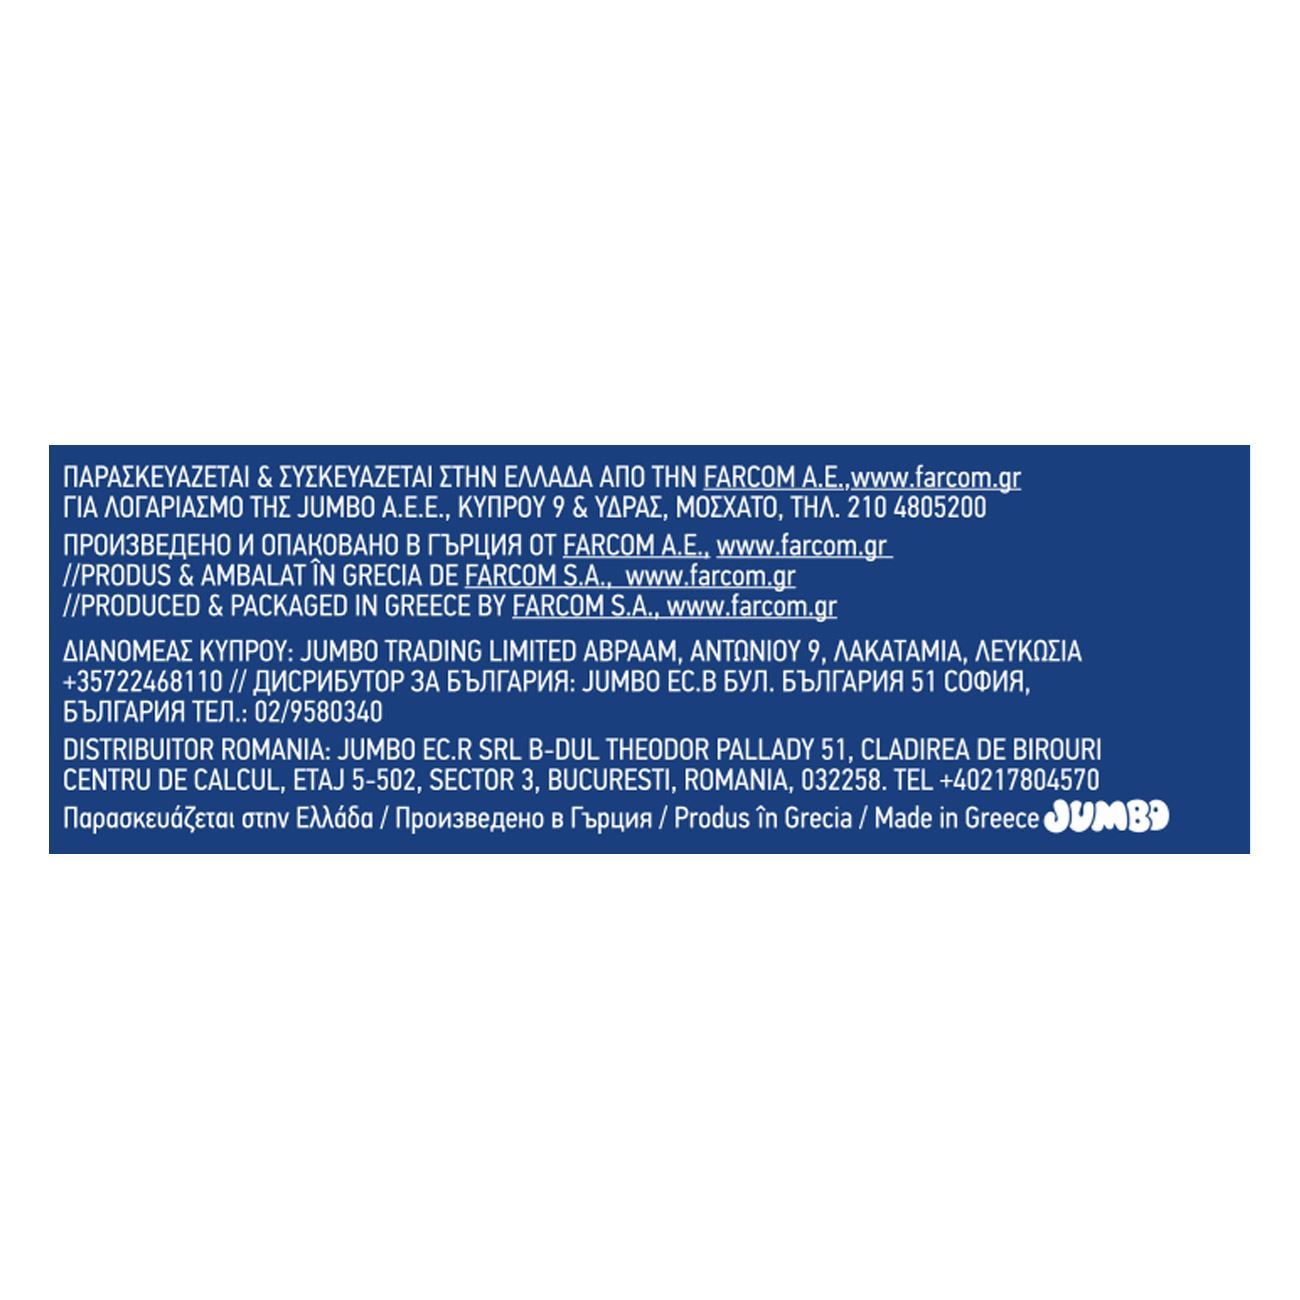 ΠΑΡΑΣΚΕΥΑΖΕΤΑΙ & ΣΥΣΚΕΥΑΖΕΤΑΙ ΣΤΗΝ ΕΛΛΑΔΑ ΑΠΟ ΤΗΝ FARCOM Α.Ε.,www.farcom.gr
ΓΙΑ ΛΟΓΑΡΙΑΣΜΟ ΤΗΣ JUMBO Α.Ε.Ε., ΚΥΠΡΟΥ 9 & ΥΔΡΑΣ, ΜΟΣΧΑΤΟ, ΤΗΛ. 210 4805200
ПРОИЗВЕДЕНО И ОПАКОВАНО В ГЪРЦИЯ ОТ FARCOM A.E., www.farcom.gr
//PRODUS & AMBALAT ÎN GRECIA DE FARCOM S.A., www.farcom.gr
//PRODUCED & PACKAGED IN GREECE BY FARCOM S.A., www.farcom.gr
ΔΙΑΝΟΜΕΑΣ ΚΥΠΡΟΥ: JUMBO TRADING LIMITED ΑΒΡΑΑΜ, ΑΝΤΩΝΙΟΥ 9, ΛΑΚΑΤΑΜΙΑ, ΛΕΥΚΩΣΙΑ
+35722468110 // ДИСРИБУТОР ЗА БЪЛГАРИЯ: JUMBO EC.B БУЛ. БЪЛГАРИЯ 51 СОФИЯ,
БЪЛГАРИЯ ТЕЛ.: 02/9580340
DISTRIBUITOR ROMANIA: JUMBO EC.R SRL B-DUL THEODOR PALLADY 51, CLADIREA DE BIROURI
CENTRU DE CALCUL, ETAJ 5-502, SECTOR 3, BUCURESTI, ROMANIA, 032258. TEL +40217804570
Παρασκευάζεται στην Ελλάδα / Произведено в Гърция / Produs în Grecia / Made in Greece JUMBO